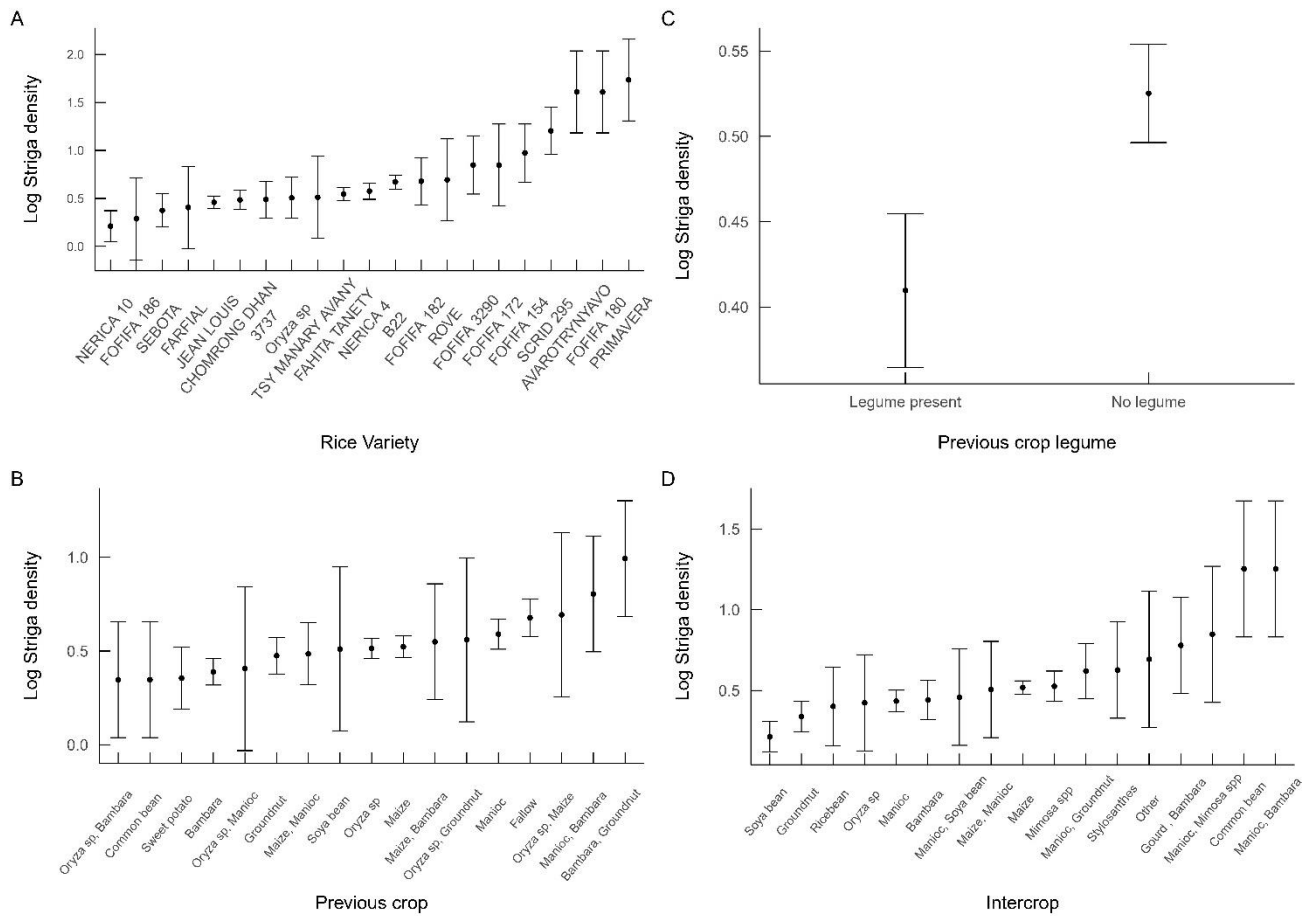 A
Log Striga density
2.0
1.5
1.0
0.5
0.0
NERICA 10
FOFIFA 186
SEBOTA
FARFIAL
JEAN LOUIS
CHOMRONG DHAN
3737
Oryza sp
TSY MANARY AVANY
FAHITA TANETY
NERICA 4
B22
FOFIFA 182
ROVE
FOFIFA 3290
FOFIFA 172
FOFIFA 154
SCRID 295
AVAROTRYNYAVO
FOFIFA 180
PRIMAVERA
Rice Variety
C
Log Striga density
0.55
0.50
0.45
0.40
Legume present
No legume
Previous crop legume
B
Log Striga density
1.0
0.5
0.0
Oryza sp, Bambara
Common bean
Sweet potato
Bambara
Oryza sp. Manioc
Groundnut
Maize, Manioc
Soya bean
Oryza sp
Maize
Maize, Bambara
Oryza sp, Groundnut
Manioc
Fallow
Oryza sp. Maize
Manioc, Bambara
Bambara, Groundnut
Previous crop
D
Log Striga density
1.5
1.0
0.5
Soya bean
Groundnut
Ricebean
Oryza sp
Manioc
Bambara
Manioc, Soya bean
Maize, Manioc
Maize
Mimosa spp
Manioc, Groundnut
Stylosanthes
Other
Gourd , Bambara
Manioc, Mimosa spp
Common bean
Manioc, Bambara
Intercrop